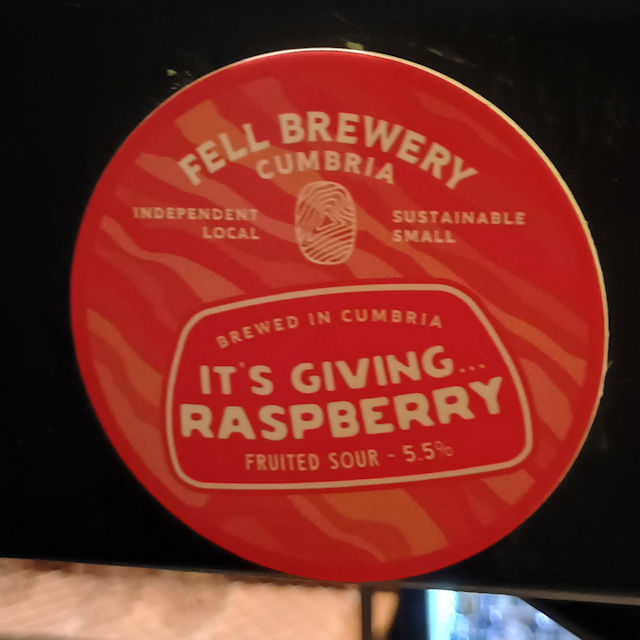 FELL BREWERY
CUMBRIA
INDEPENDENT
LOCAL
SUSTAINABLE
SMALL
BREWED IN CUMBRIA
IT'S GIVING...
RASPBERRY
FRUITED SOUR - 5.5%